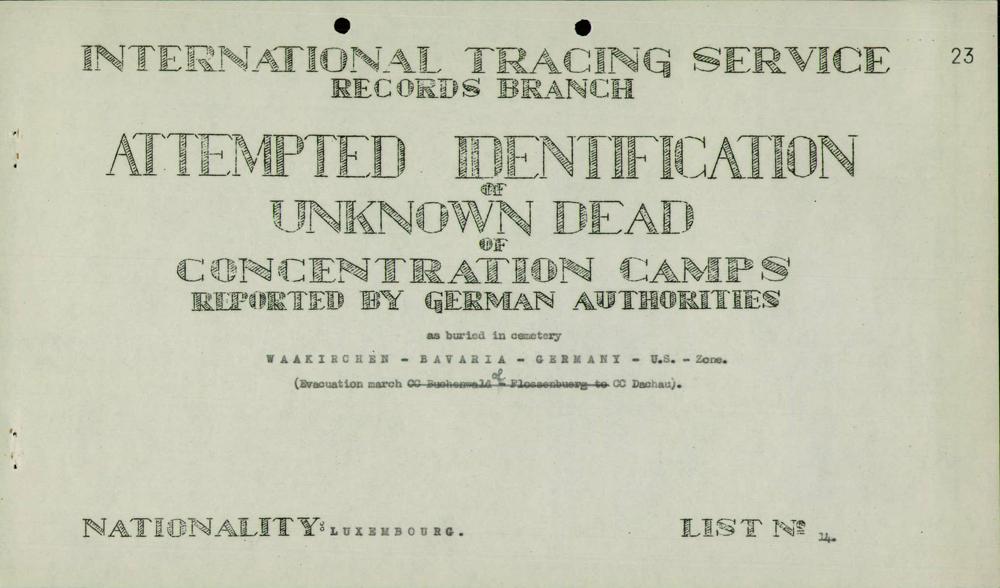 INTERNATIONAL TRACING SERVICE 23
RECORDS BRANCH
ATTEMPTED IDENTIFICATION
OF
UNKNOWN DEAD
OF
CONCENTRATION CAMPS
REPORTED BY GERMAN AUTHORITIES
as buried in cemetery
WAAKIRCHEN - BAVARIA - GERMANY - U.S. - Zone.
of
(Evacuation march CC Buchenwald - Flossenbuerg to CC Dachau).
NATIONALITY: LUXEMBOURG. LIST Nº 14.